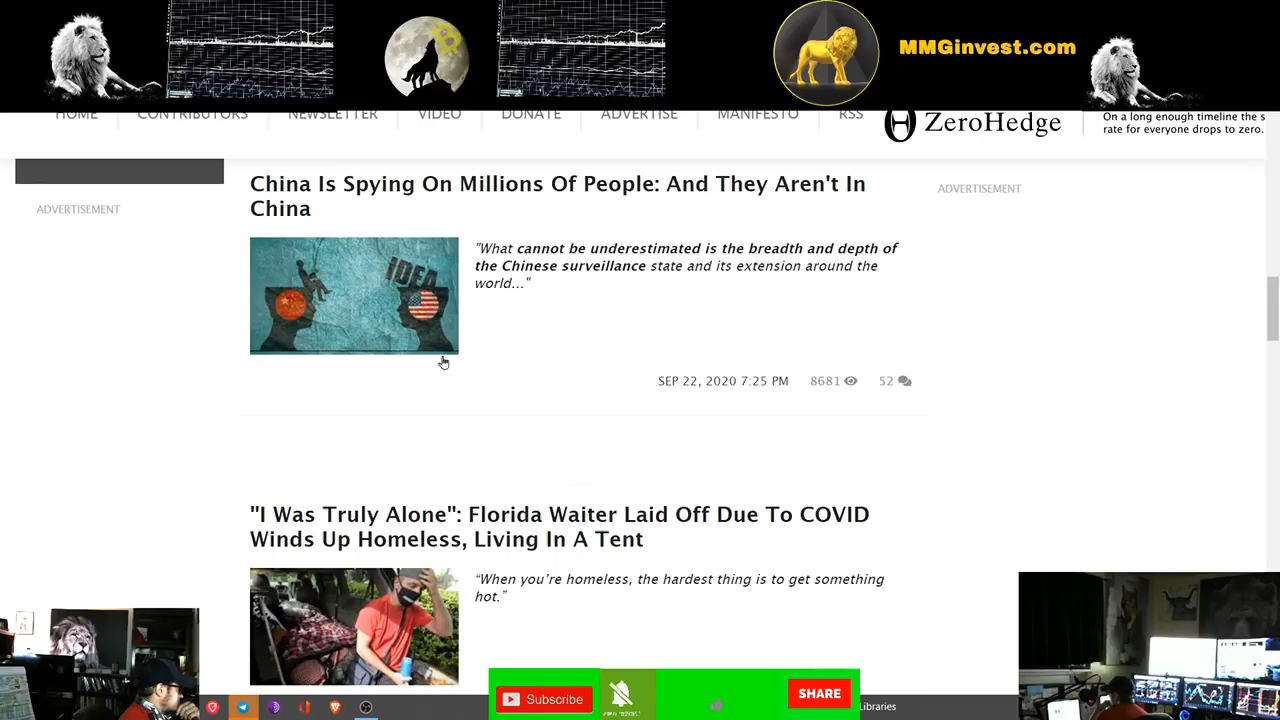 MMGinvest.com
HOME CONTRIBUTORS NEWSLETTER VIDEO DONATE ADVERTISE MANIFESTO RSS
ZeroHedge
On a long enough timeline the s
rate for everyone drops to zero.
ADVERTISEMENT
China Is Spying On Millions Of People: And They Aren't In
China
"What cannot be underestimated is the breadth and depth of
the Chinese surveillance state and its extension around the
world..."
IDEA
SEP 22, 2020 7:25 PM 8681 52
ADVERTISEMENT
"I Was Truly Alone": Florida Waiter Laid Off Due To COVID
Winds Up Homeless, Living In A Tent
“When you’re homeless, the hardest thing is to get something
hot.”
Subscribe
SHARE
Libraries